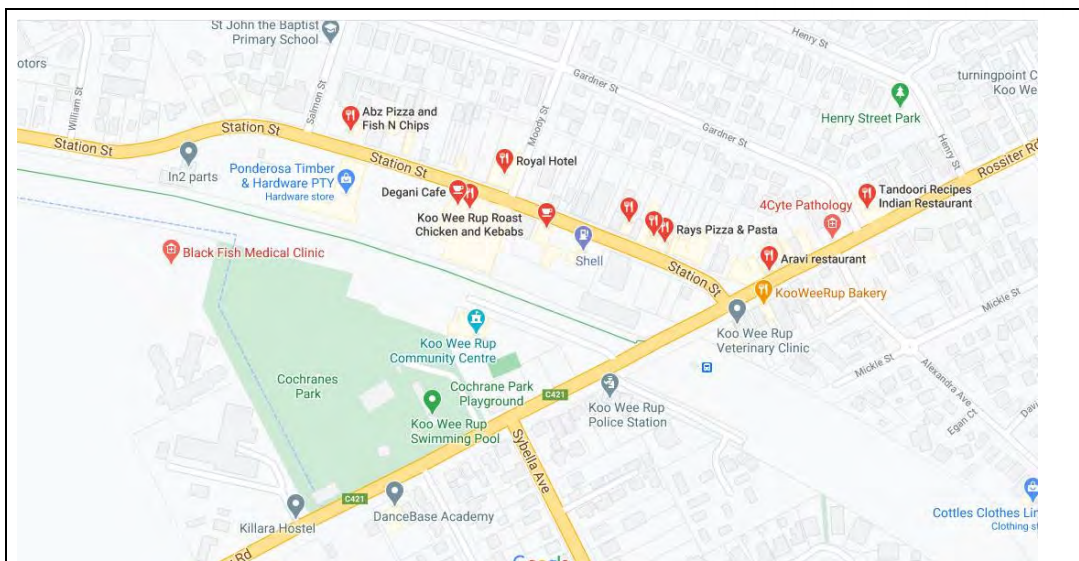 St John the Baptist
Primary School
otors
William St
Salmon St
Abz Pizza and
Fish N Chips
Station St
Station St
In2 parts
Ponderosa Timber
& Hardware PTY
Hardware store
Station St
Moody St
Royal Hotel
Degani Cafe
Koo Wee Rup Roast
Chicken and Kebabs
Gardner St
Gardner St
Henry St
turningpoint C
Koo We
Henry Street Park
Henry St
Rossiter Rd
Tandoori Recipes
Indian Restaurant
4Cyte Pathology
Rays Pizza & Pasta
Shell
Station St
Aravi restaurant
KooWeeRup Bakery
Black Fish Medical Clinic
Koo Wee Rup
Veterinary Clinic
Mickle St
Mickle St
Koo Wee Rup
Community Centre
Cochranes
Park
Cochrane Park
Playground
Koo Wee Rup
Swimming Pool
C421
Koo Wee Rup
Police Station
Alexandra Ave
Egan Ct
Davi
Sybella Ave
C421
Killara Hostel
DanceBase Academy
Cottles Clothes Lin
Clothing st
Rd
Google